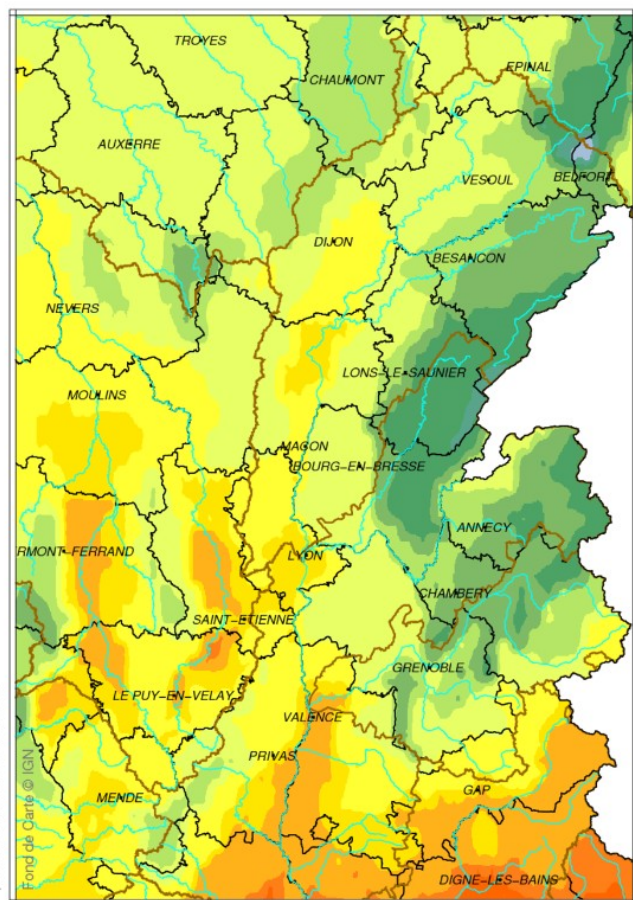 TROYES
EPINAL
CHAUMONT
AUXERRE
VESOUL
BELFORT
DIJON
BESANCON
NEVERS
LONS-LE-SAUNIER
MOULINS
MACON
BOURG-EN-BRESSE
ANNECY
RMONT-FERRAND
LYON
CHAMBERY
SAINT-ETIENNE
GRENOBLE
LE PUY-EN-VELAY
VALENCE
PRIVAS
GAP
MENDE
DIGNE-LES-BAINS
Fond de Carte © IGN